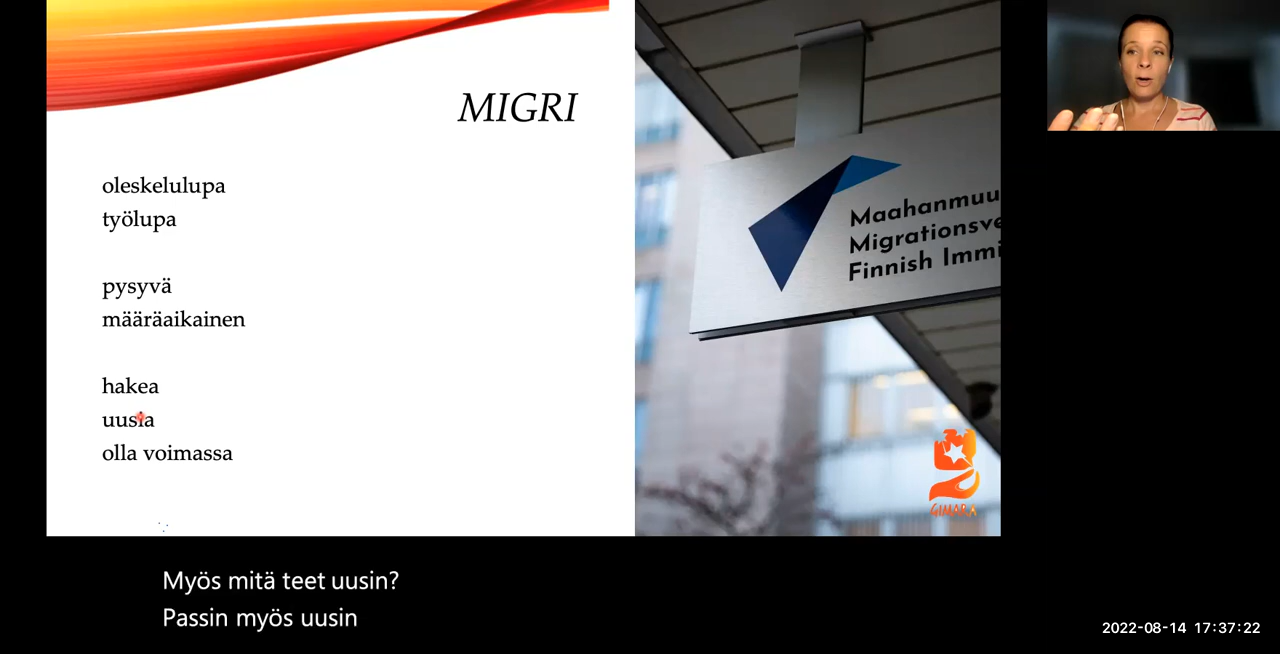 MIGRI
oleskelulupa
työlupa
pysyvä
määräaikainen
hakea
uusia
olla voimassa
Maahanmuu
Migrationsve
Finnish Immi
GIMARA
Myös mitä teet uusin?
Passin myös uusin
2022-08-14 17:37:22